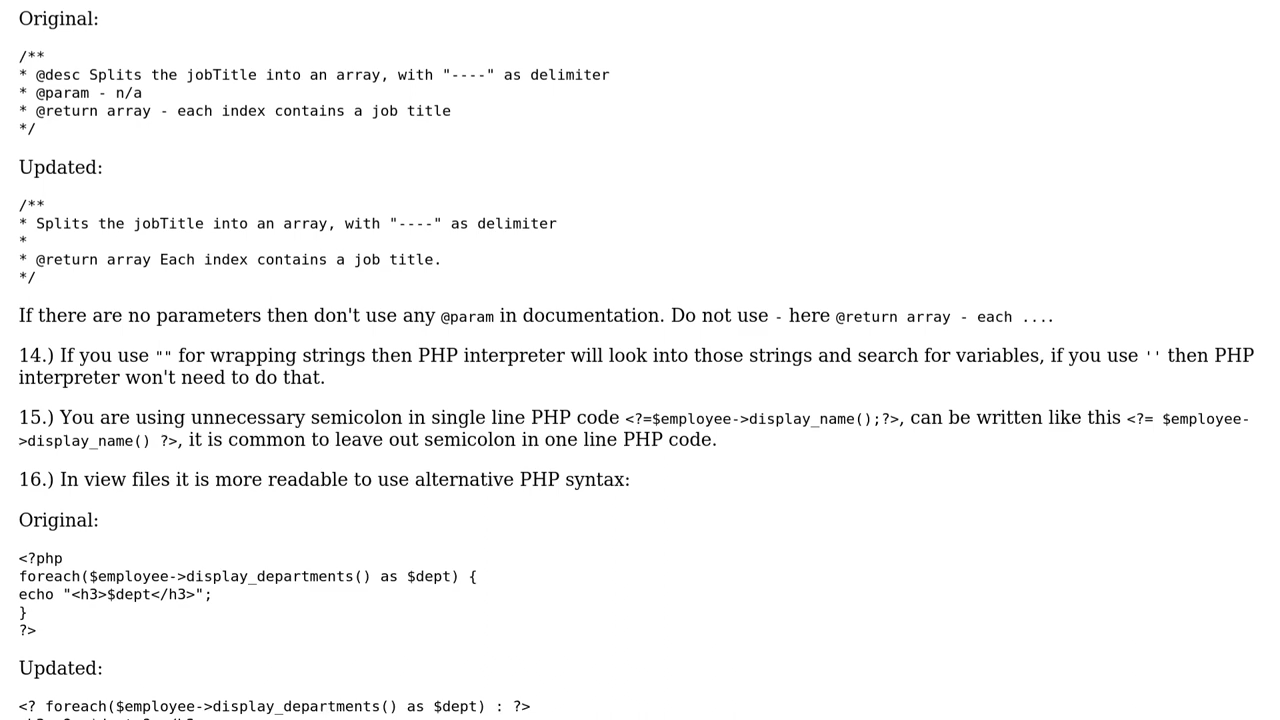 Original:
/**
* @desc Splits the jobTitle into an array, with "----" as delimiter
* @param - n/a
* @return array - each index contains a job title
*/
Updated:
/**
* Splits the jobTitle into an array, with "----" as delimiter
*
* @return array Each index contains a job title.
*/
If there are no parameters then don't use any @param in documentation. Do not use - here @return array - each ....
14.) If you use "" for wrapping strings then PHP interpreter will look into those strings and search for variables, if you use '' then PHP
interpreter won't need to do that.
15.) You are using unnecessary semicolon in single line PHP code <?=$employee->display_name();?>, can be written like this <?= $employee-
>display_name() ?>, it is common to leave out semicolon in one line PHP code.
16.) In view files it is more readable to use alternative PHP syntax:
Original:
<?php
foreach($employee->display_departments() as $dept) {
echo "<h3>$dept</h3>";
}
?>
Updated:
<? foreach($employee->display_departments() as $dept) : ?>